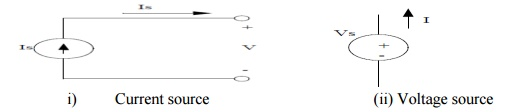 Is
Is
+
V
-
i) Current source
I
Vs
+
-
(ii) Voltage source